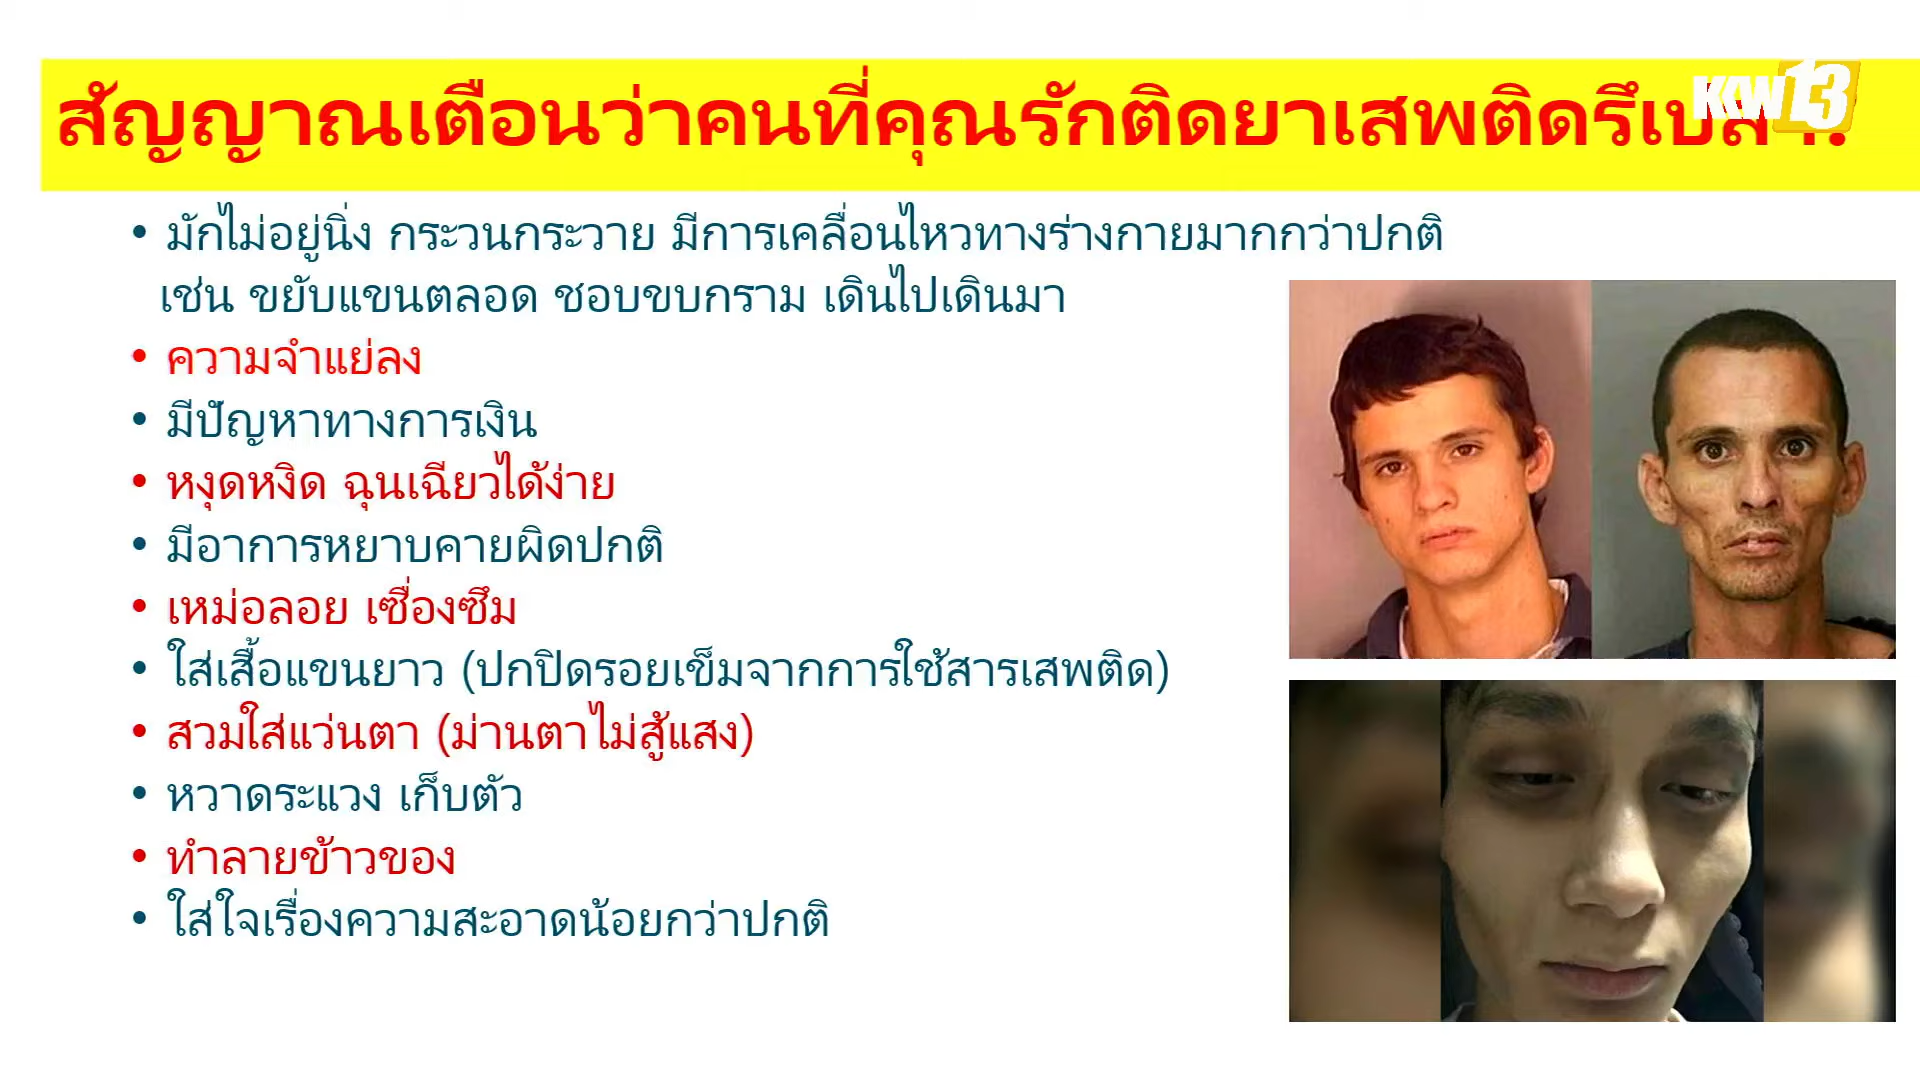 สัญญาณเตือนว่าคนที่คุณรักติดยาเสพติดรึเปล่า?
KKW13
• มักไม่อยู่นิ่ง กระวนกระวาย มีการเคลื่อนไหวทางร่างกายมากกว่าปกติ
เช่น ขยับแขนตลอด ชอบขบกราม เดินไปเดินมา
• ความจำแย่ลง
• มีปัญหาทางการเงิน
• หงุดหงิด ฉุนเฉียวได้ง่าย
• มีอาการหยาบคายผิดปกติ
• เหม่อลอย เซื่องซึม
• ใส่เสื้อแขนยาว (ปกปิดรอยเข็มจากการใช้สารเสพติด)
• สวมใส่แว่นตา (ม่านตาไม่สู้แสง)
• หวาดระแวง เก็บตัว
• ทำลายข้าวของ
• ใส่ใจเรื่องความสะอาดน้อยกว่าปกติ